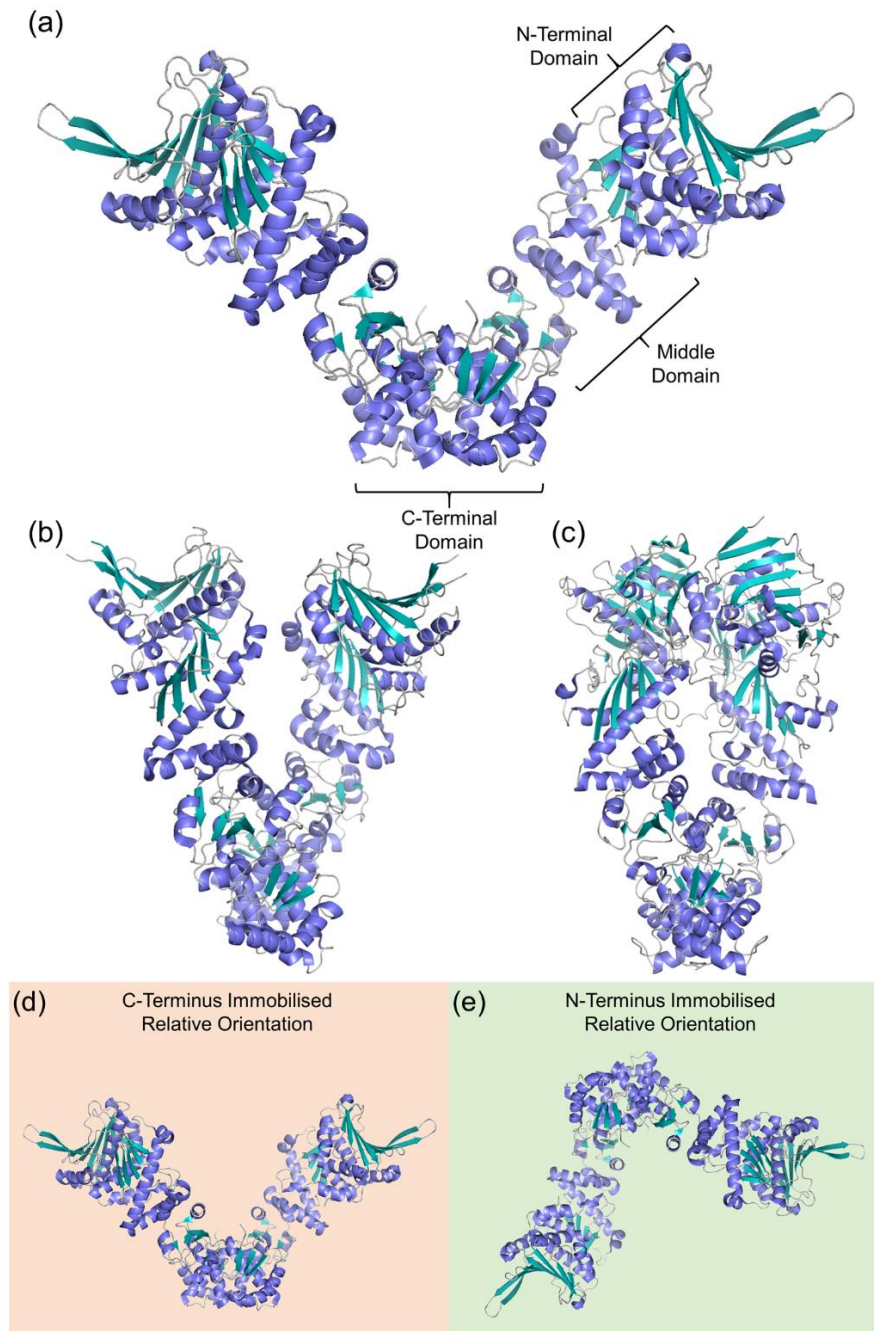 (a)
N-Terminal
Domain
Middle
Domain
C-Terminal
Domain
(b)
(c)
(d)
C-Terminus Immobilised
Relative Orientation
(e)
N-Terminus Immobilised
Relative Orientation